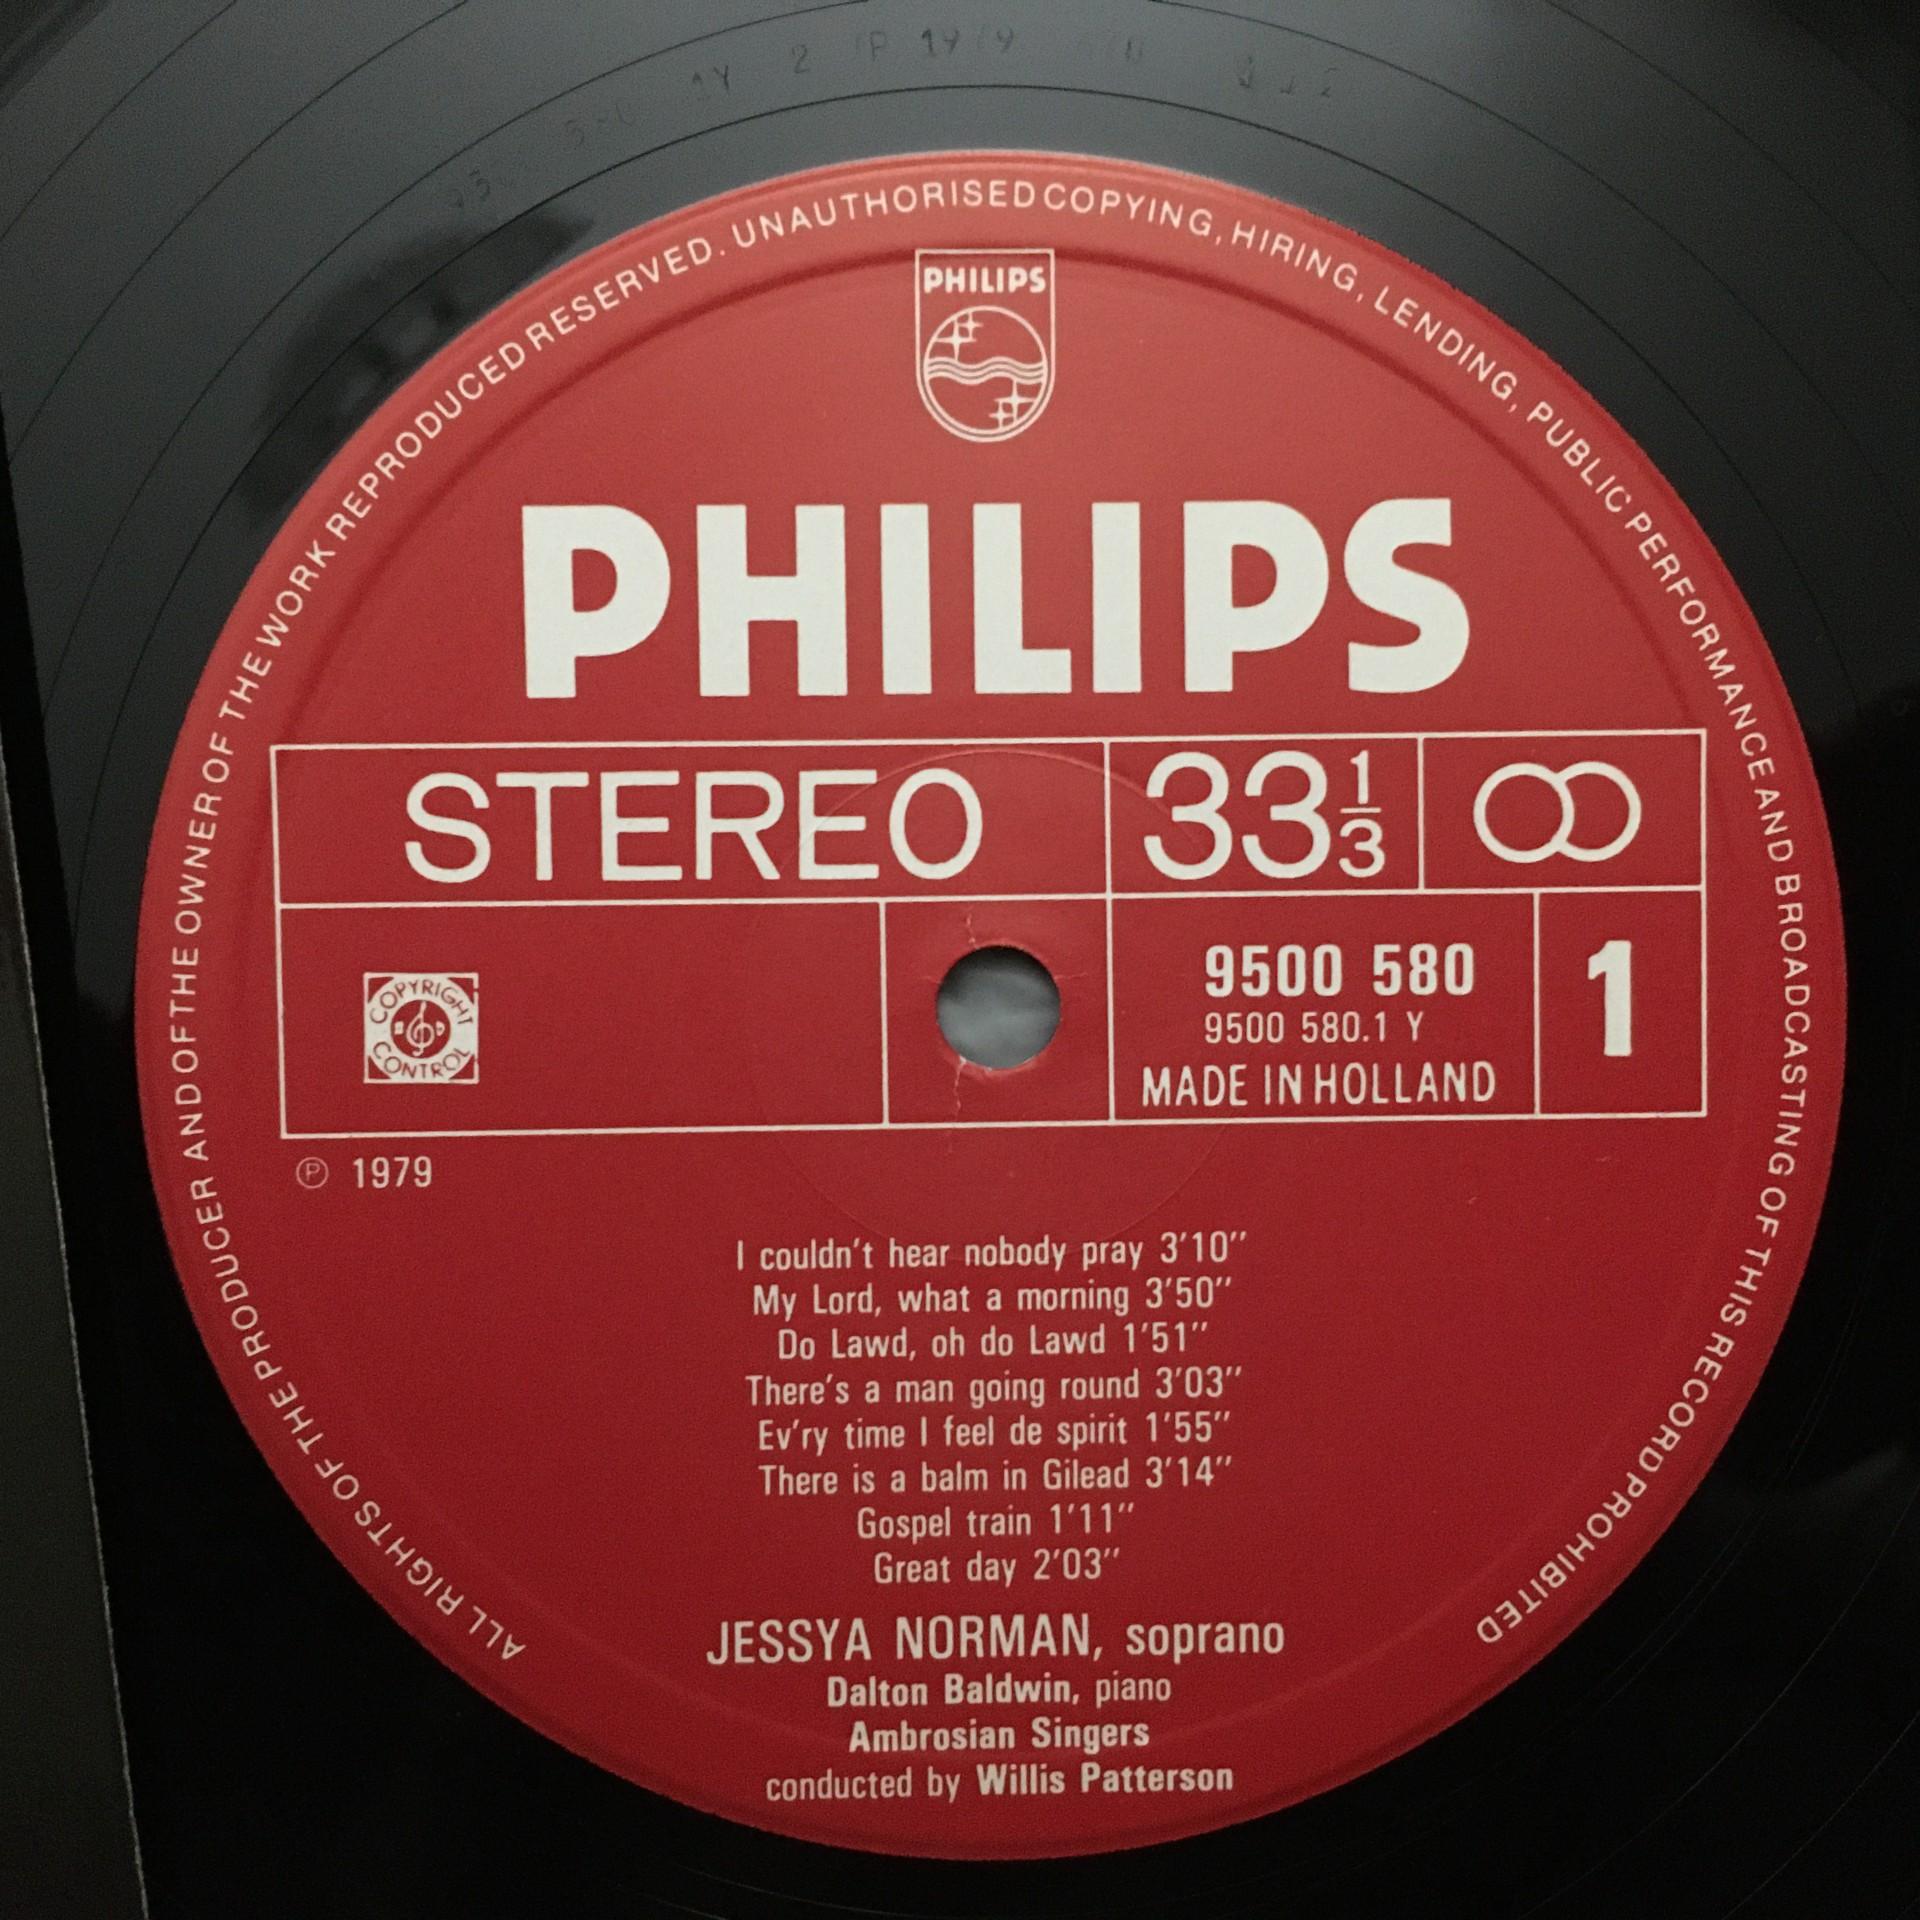 ALL RIGHTS OF THE PRODUCER AND OF THE OWNER OF THE WORK REPRODUCED RESERVED. UNAUTHORISED COPYING, HIRING, LENDING, PUBLIC PERFORMANCE AND BROADCASTING OF THIS RECORD PROHIBITED
PHILIPS
PHILIPS
STEREO 33 1/3
COPYRIGHT
CONTROL
9500 580 1
9500 580.1 Y
MADE IN HOLLAND
℗ 1979
I couldn't hear nobody pray 3'10''
My Lord, what a morning 3'50''
Do Lawd, oh do Lawd 1'51''
There's a man going round 3'03''
Ev'ry time I feel de spirit 1'55''
There is a balm in Gilead 3'14''
Gospel train 1'11''
Great day 2'03''
JESSYA NORMAN, soprano
Dalton Baldwin, piano
Ambrosian Singers
conducted by Willis Patterson